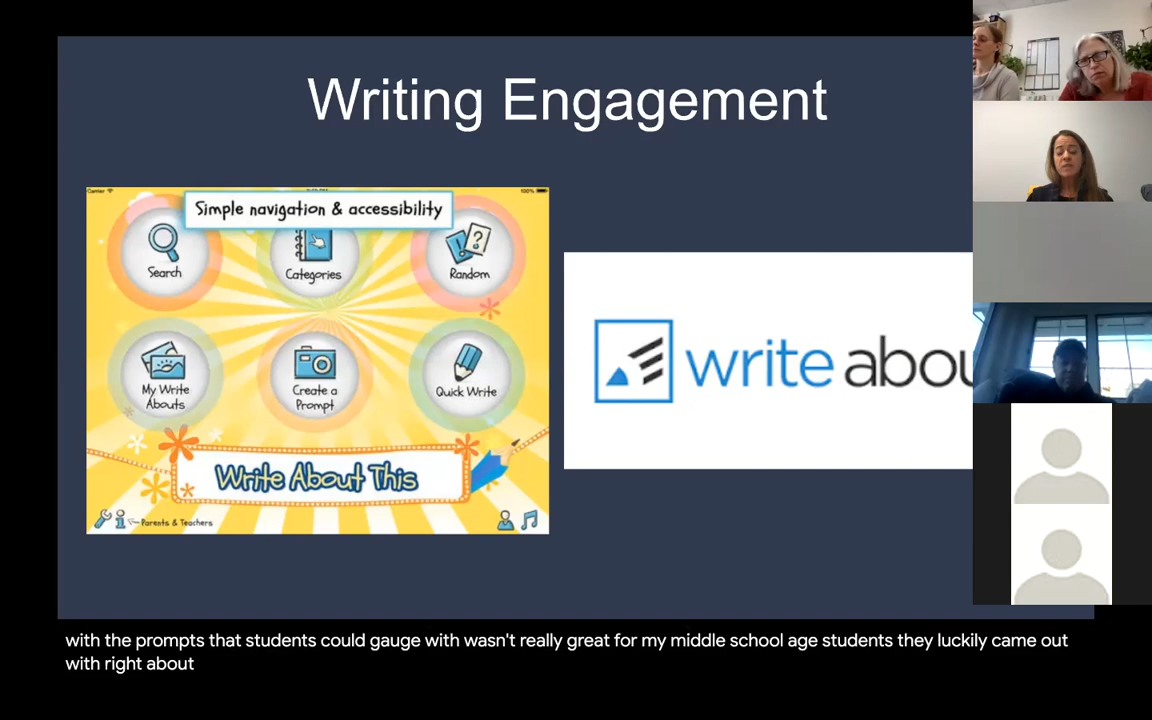 Writing Engagement
Carrier
100%
Simple navigation & accessibility
Search
Categories
Random
My Write
Abouts
Create a
Prompt
Quick Write
Write About This
Parents & Teachers
write abou
with the prompts that students could gauge with wasn't really great for my middle school age students they luckily came out
with right about